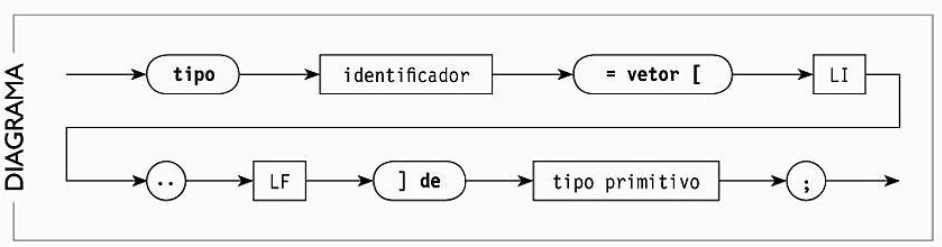 DIAGRAMA
tipo identificador = vetor [ LI
.. LF ] de tipo primitivo ;